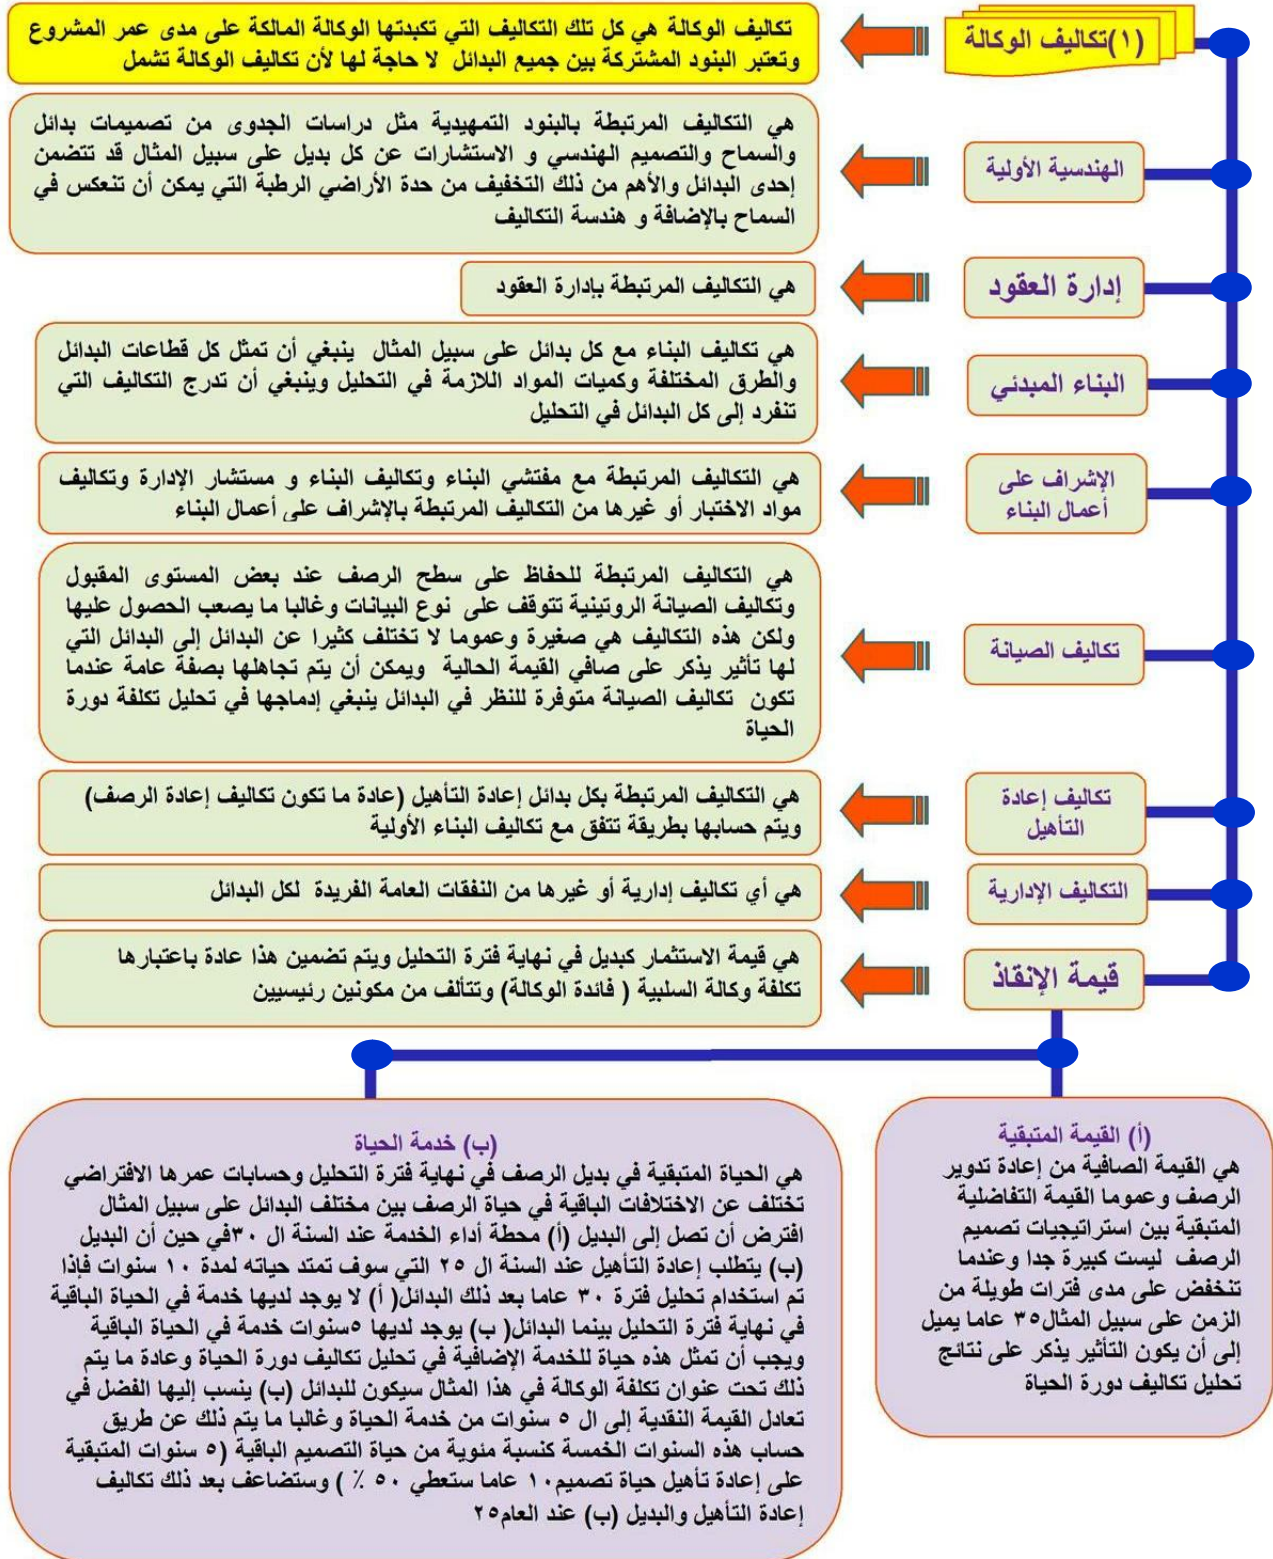 (١)تكاليف الوكالة
تكاليف الوكالة هي كل تلك التكاليف التي تكبدتها الوكالة المالكة على مدى عمر المشروع
وتعتبر البنود المشتركة بين جميع البدائل لا حاجة لها لأن تكاليف الوكالة تشمل
الهندسية الأولية
هي التكاليف المرتبطة بالبنود التمهيدية مثل دراسات الجدوى من تصميمات بدائل
والسماح والتصميم الهندسي و الاستشارات عن كل بديل على سبيل المثال قد تتضمن
إحدى البدائل والأهم من ذلك التخفيف من حدة الأراضي الرطبة التي يمكن أن تنعكس في
السماح بالإضافة و هندسة التكاليف
إدارة العقود
هي التكاليف المرتبطة بإدارة العقود
البناء المبدئي
هي تكاليف البناء مع كل بدائل على سبيل المثال ينبغي أن تمثل كل قطاعات البدائل
والطرق المختلفة وكميات المواد اللازمة في التحليل وينبغي أن تدرج التكاليف التي
تنفرد إلى كل البدائل في التحليل
الإشراف على
أعمال البناء
هي التكاليف المرتبطة مع مفتشي البناء وتكاليف البناء و مستشار الإدارة وتكاليف
مواد الاختبار أو غيرها من التكاليف المرتبطة بالإشراف على أعمال البناء
تكاليف الصيانة
هي التكاليف المرتبطة للحفاظ على سطح الرصف عند بعض المستوى المقبول
وتكاليف الصيانة الروتينية تتوقف على نوع البيانات وغالبا ما يصعب الحصول عليها
ولكن هذه التكاليف هي صغيرة وعموما لا تختلف كثيرا عن البدائل إلى البدائل التي
لها تأثير يذكر على صافي القيمة الحالية ويمكن أن يتم تجاهلها بصفة عامة عندما
تكون تكاليف الصيانة متوفرة للنظر في البدائل ينبغي إدماجها في تحليل تكلفة دورة
الحياة
تكاليف إعادة
التأهيل
هي التكاليف المرتبطة بكل بدائل إعادة التأهيل (عادة ما تكون تكاليف إعادة الرصف)
ويتم حسابها بطريقة تتفق مع تكاليف البناء الأولية
التكاليف الإدارية
هي أي تكاليف إدارية أو غيرها من النفقات العامة الفريدة لكل البدائل
قيمة الإنقاذ
هي قيمة الاستثمار كبديل في نهاية فترة التحليل ويتم تضمين هذا عادة باعتبارها
تكلفة وكالة السلبية ( فائدة الوكالة) وتتألف من مكونين رئيسيين
(أ) القيمة المتبقية
هي القيمة الصافية من إعادة تدوير
الرصف وعموما القيمة التفاضلية
المتبقية بين استراتيجيات تصميم
الرصف ليست كبيرة جدا وعندما
تنخفض على مدى فترات طويلة من
الزمن على سبيل المثال٣٥ عاما يميل
إلى أن يكون التأثير يذكر على نتائج
تحليل تكاليف دورة الحياة
(ب) خدمة الحياة
هي الحياة المتبقية في بديل الرصف في نهاية فترة التحليل وحسابات عمرها الافتراضي
تختلف عن الاختلافات الباقية في حياة الرصف بين مختلف البدائل على سبيل المثال
افترض أن تصل إلى البديل (أ) محطة أداء الخدمة عند السنة ال ٣٠في حين أن البديل
(ب) يتطلب إعادة التأهيل عند السنة ال ٢٥ التي سوف تمتد حياته لمدة ١٠ سنوات فإذا
تم استخدام تحليل فترة ٣٠ عاما بعد ذلك البدائل( أ) لا يوجد لديها خدمة في الحياة الباقية
في نهاية فترة التحليل بينما البدائل( ب) يوجد لديها ٥سنوات خدمة في الحياة الباقية
ويجب أن تمثل هذه حياة للخدمة الإضافية في تحليل تكاليف دورة الحياة وعادة ما يتم
ذلك تحت عنوان تكلفة الوكالة في هذا المثال سيكون للبدائل (ب) ينسب إليها الفضل في
تعادل القيمة النقدية إلى ال ٥ سنوات من خدمة الحياة وغالبا ما يتم ذلك عن طريق
حساب هذه السنوات الخمسة كنسبة مئوية من حياة التصميم الباقية (٥ سنوات المتبقية
على إعادة تأهيل حياة تصميم١٠ عاما ستعطي ٥٠ ٪ ) وستضاعف بعد ذلك تكاليف
إعادة التأهيل والبديل (ب) عند العام٢٥